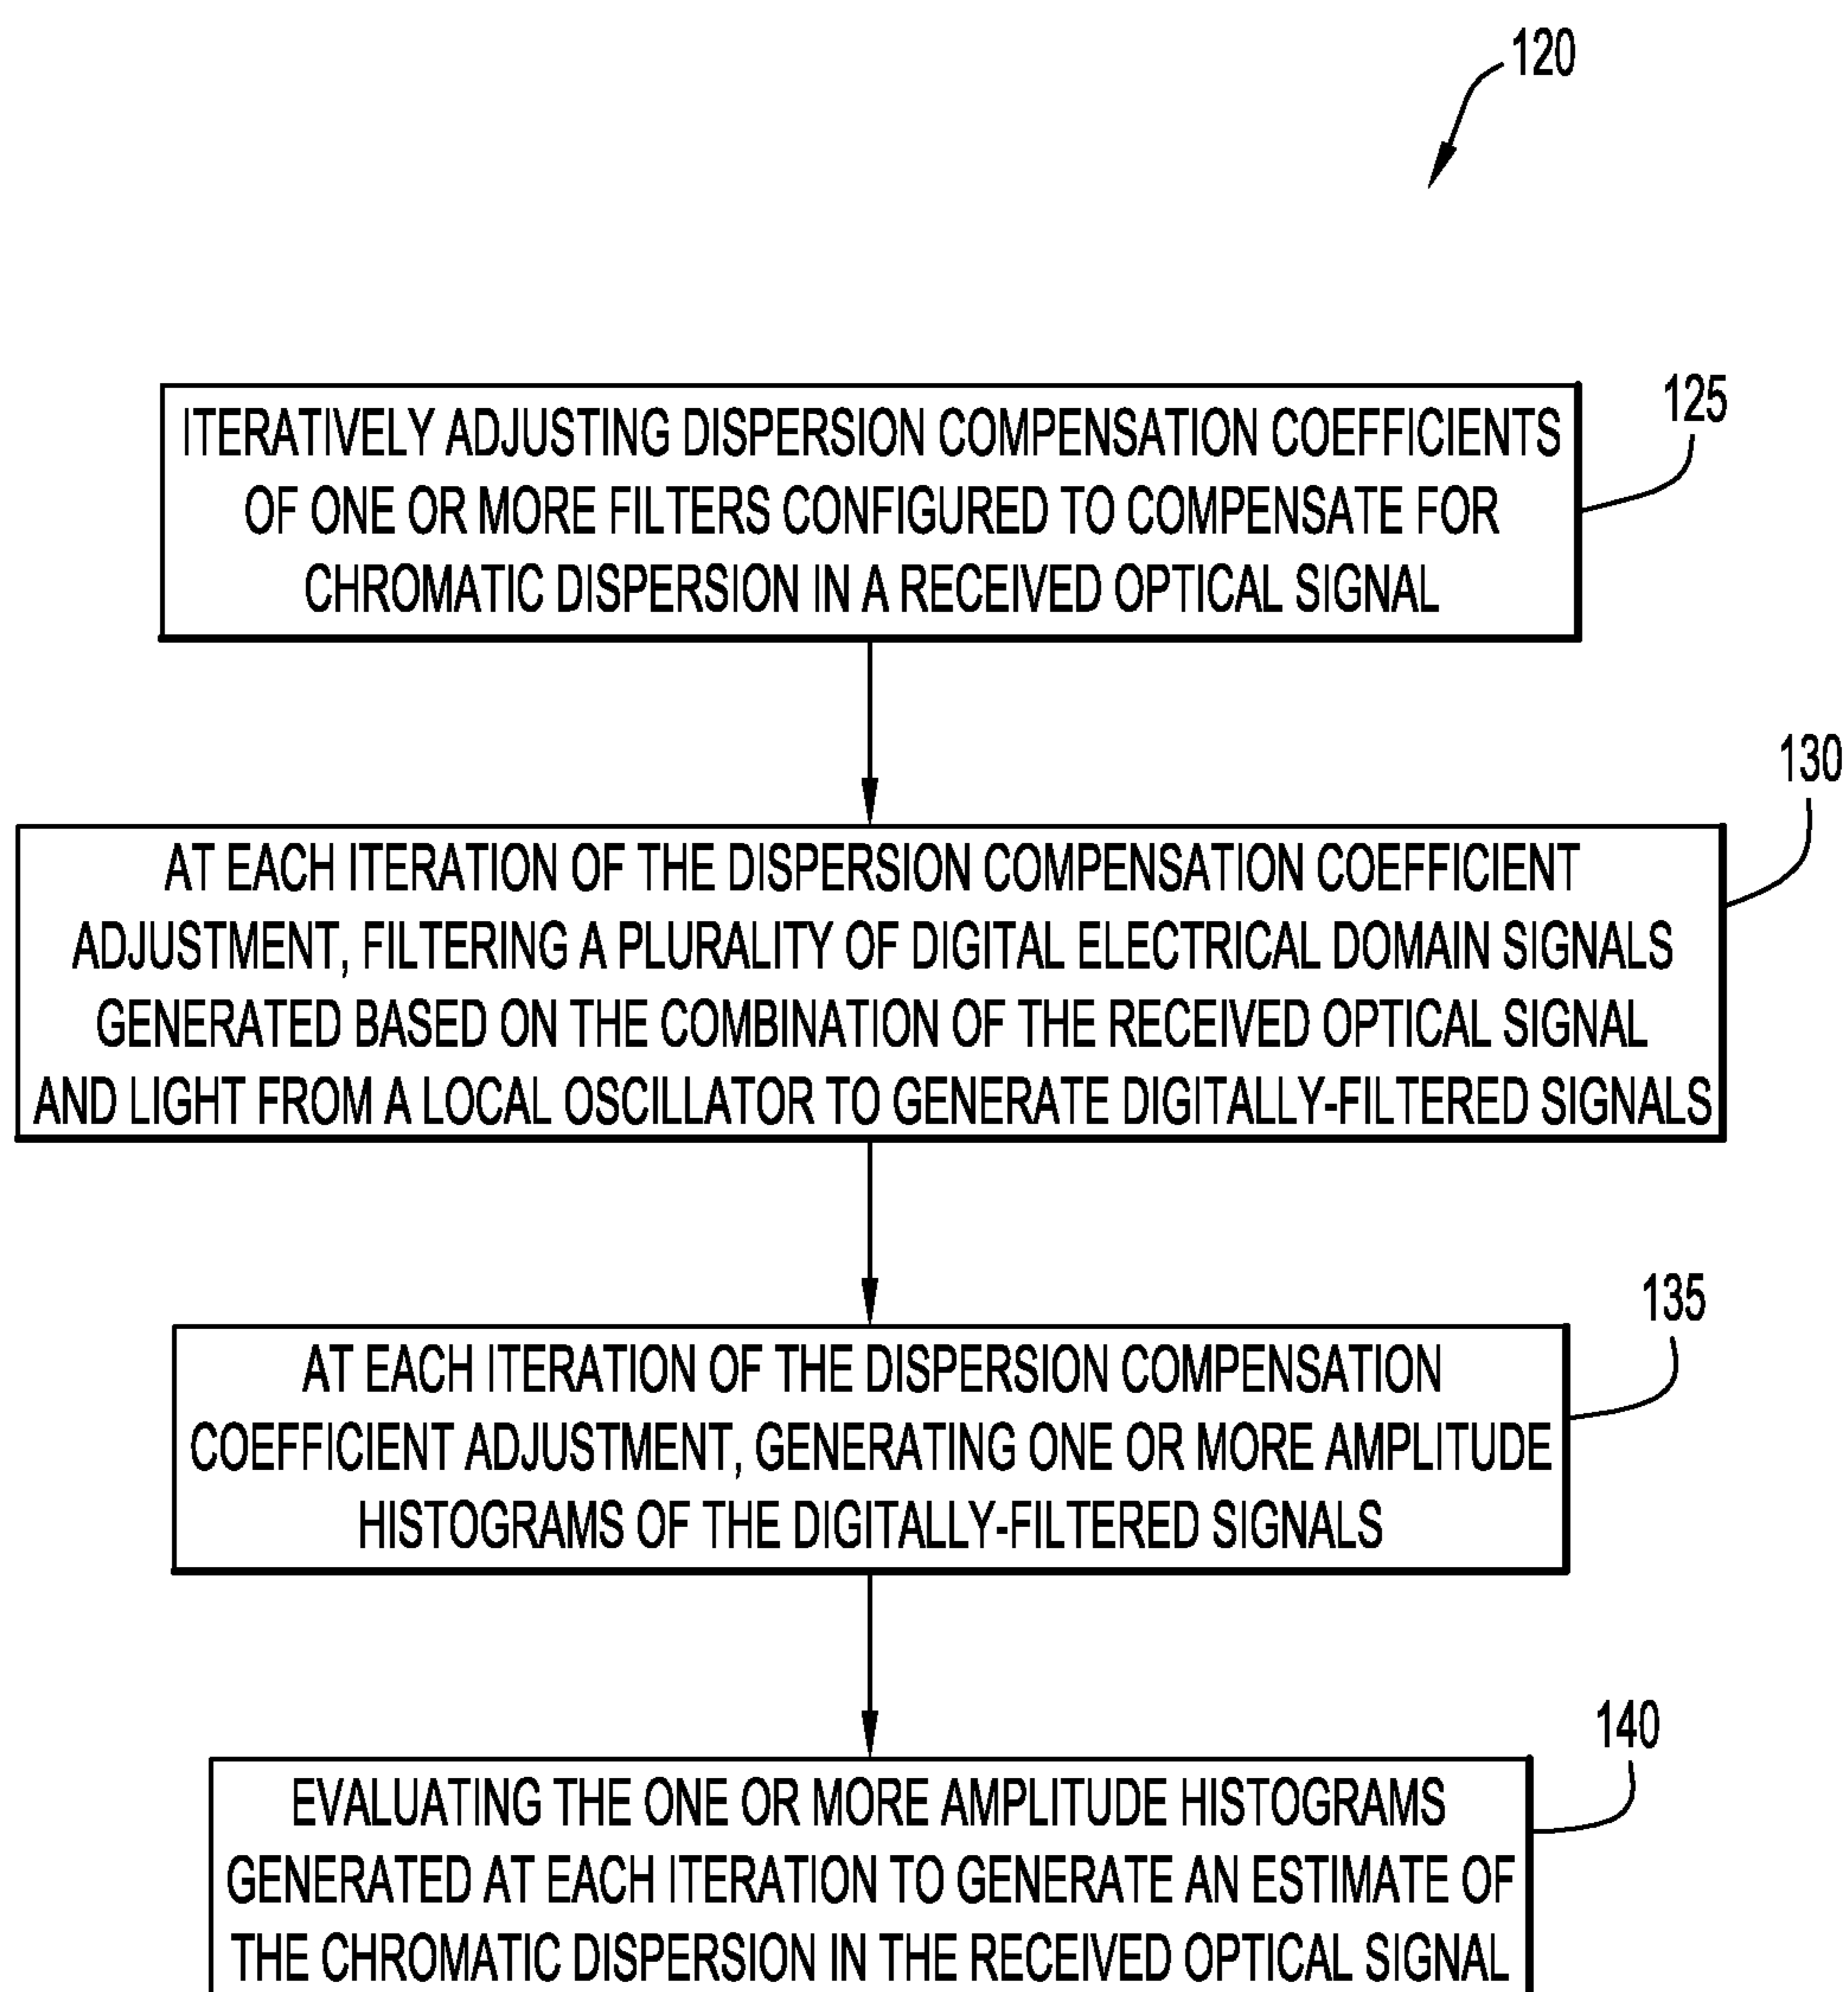 120
125
ITERATIVELY ADJUSTING DISPERSION COMPENSATION COEFFICIENTS
OF ONE OR MORE FILTERS CONFIGURED TO COMPENSATE FOR
CHROMATIC DISPERSION IN A RECEIVED OPTICAL SIGNAL
130
AT EACH ITERATION OF THE DISPERSION COMPENSATION COEFFICIENT
ADJUSTMENT, FILTERING A PLURALITY OF DIGITAL ELECTRICAL DOMAIN SIGNALS
GENERATED BASED ON THE COMBINATION OF THE RECEIVED OPTICAL SIGNAL
AND LIGHT FROM A LOCAL OSCILLATOR TO GENERATE DIGITALLY-FILTERED SIGNALS
135
AT EACH ITERATION OF THE DISPERSION COMPENSATION
COEFFICIENT ADJUSTMENT, GENERATING ONE OR MORE AMPLITUDE
HISTOGRAMS OF THE DIGITALLY-FILTERED SIGNALS
140
EVALUATING THE ONE OR MORE AMPLITUDE HISTOGRAMS
GENERATED AT EACH ITERATION TO GENERATE AN ESTIMATE OF
THE CHROMATIC DISPERSION IN THE RECEIVED OPTICAL SIGNAL